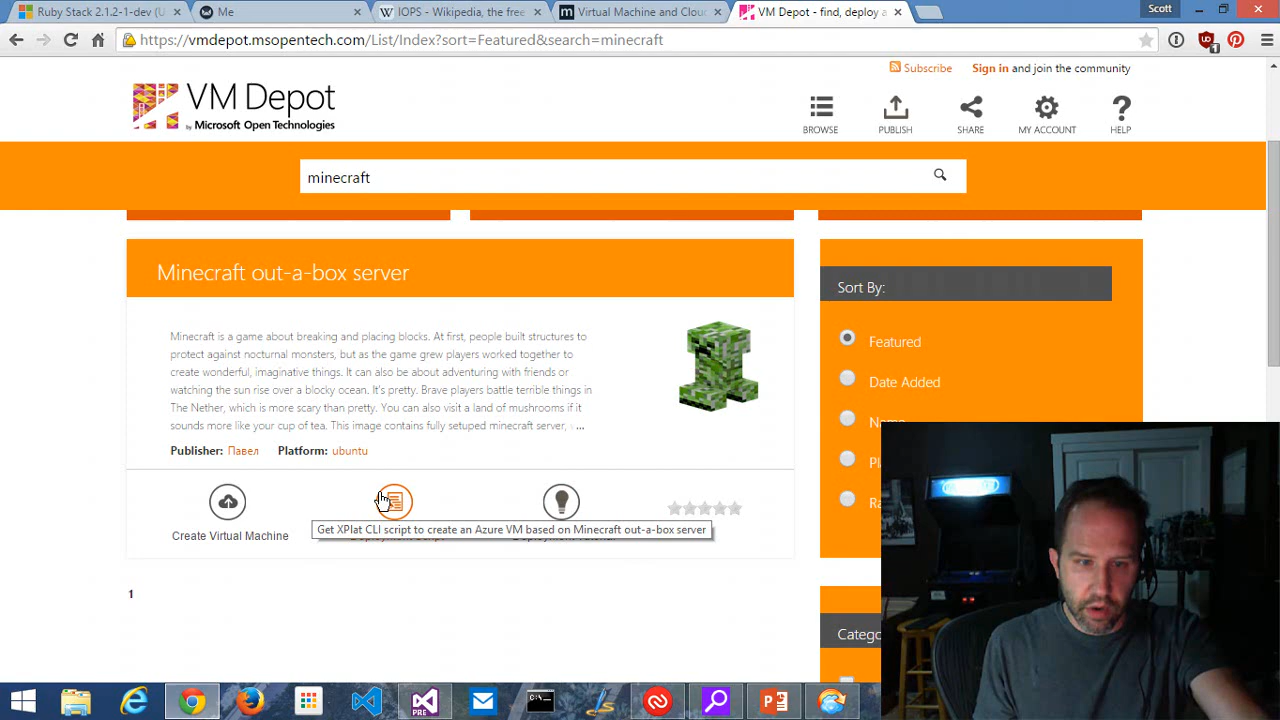 Ruby Stack 2.1.2-1-dev (U
Me
IOPS - Wikipedia, the free
Virtual Machine and Clou
VM Depot - find, deploy a
Scott
https://vmdepot.msopentech.com/List/Index?sort=Featured&search=minecraft
Subscribe
Sign in and join the community
VM Depot
by Microsoft Open Technologies
BROWSE
PUBLISH
SHARE
MY ACCOUNT
HELP
minecraft
Minecraft out-a-box server
Minecraft is a game about breaking and placing blocks. At first, people built structures to
protect against nocturnal monsters, but as the game grew players worked together to
create wonderful, imaginative things. It can also be about adventuring with friends or
watching the sun rise over a blocky ocean. It's pretty. Brave players battle terrible things in
The Nether, which is more scary than pretty. You can also visit a land of mushrooms if it
sounds more like your cup of tea. This image contains fully setuped minecraft server, ...
Publisher: Павел Platform: ubuntu
Create Virtual Machine
Get XPlat CLI script to create an Azure VM based on Minecraft out-a-box server
1
Sort By:
Featured
Date Added
Name
Pl
Ra
Catego
PRE
C:\_